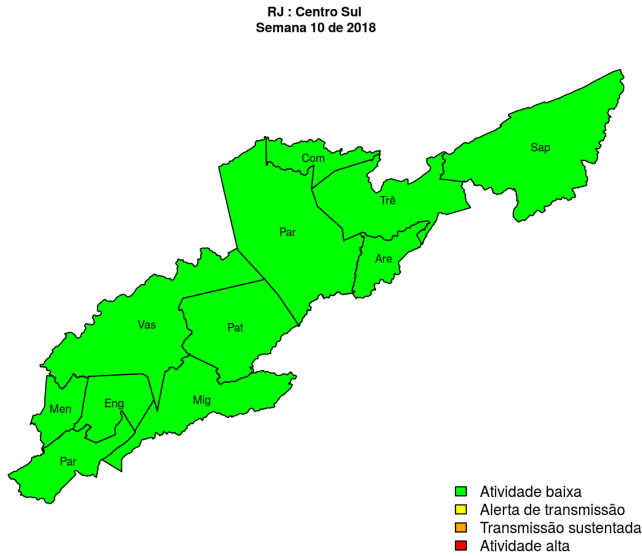 RJ : Centro Sul
Semana 10 de 2018
Sap
Com
Trê
Par
Are
Vas
Pat
Mig
Eng
Men
Par
Atividade baixa
Alerta de transmissão
Transmissão sustentada
Atividade alta